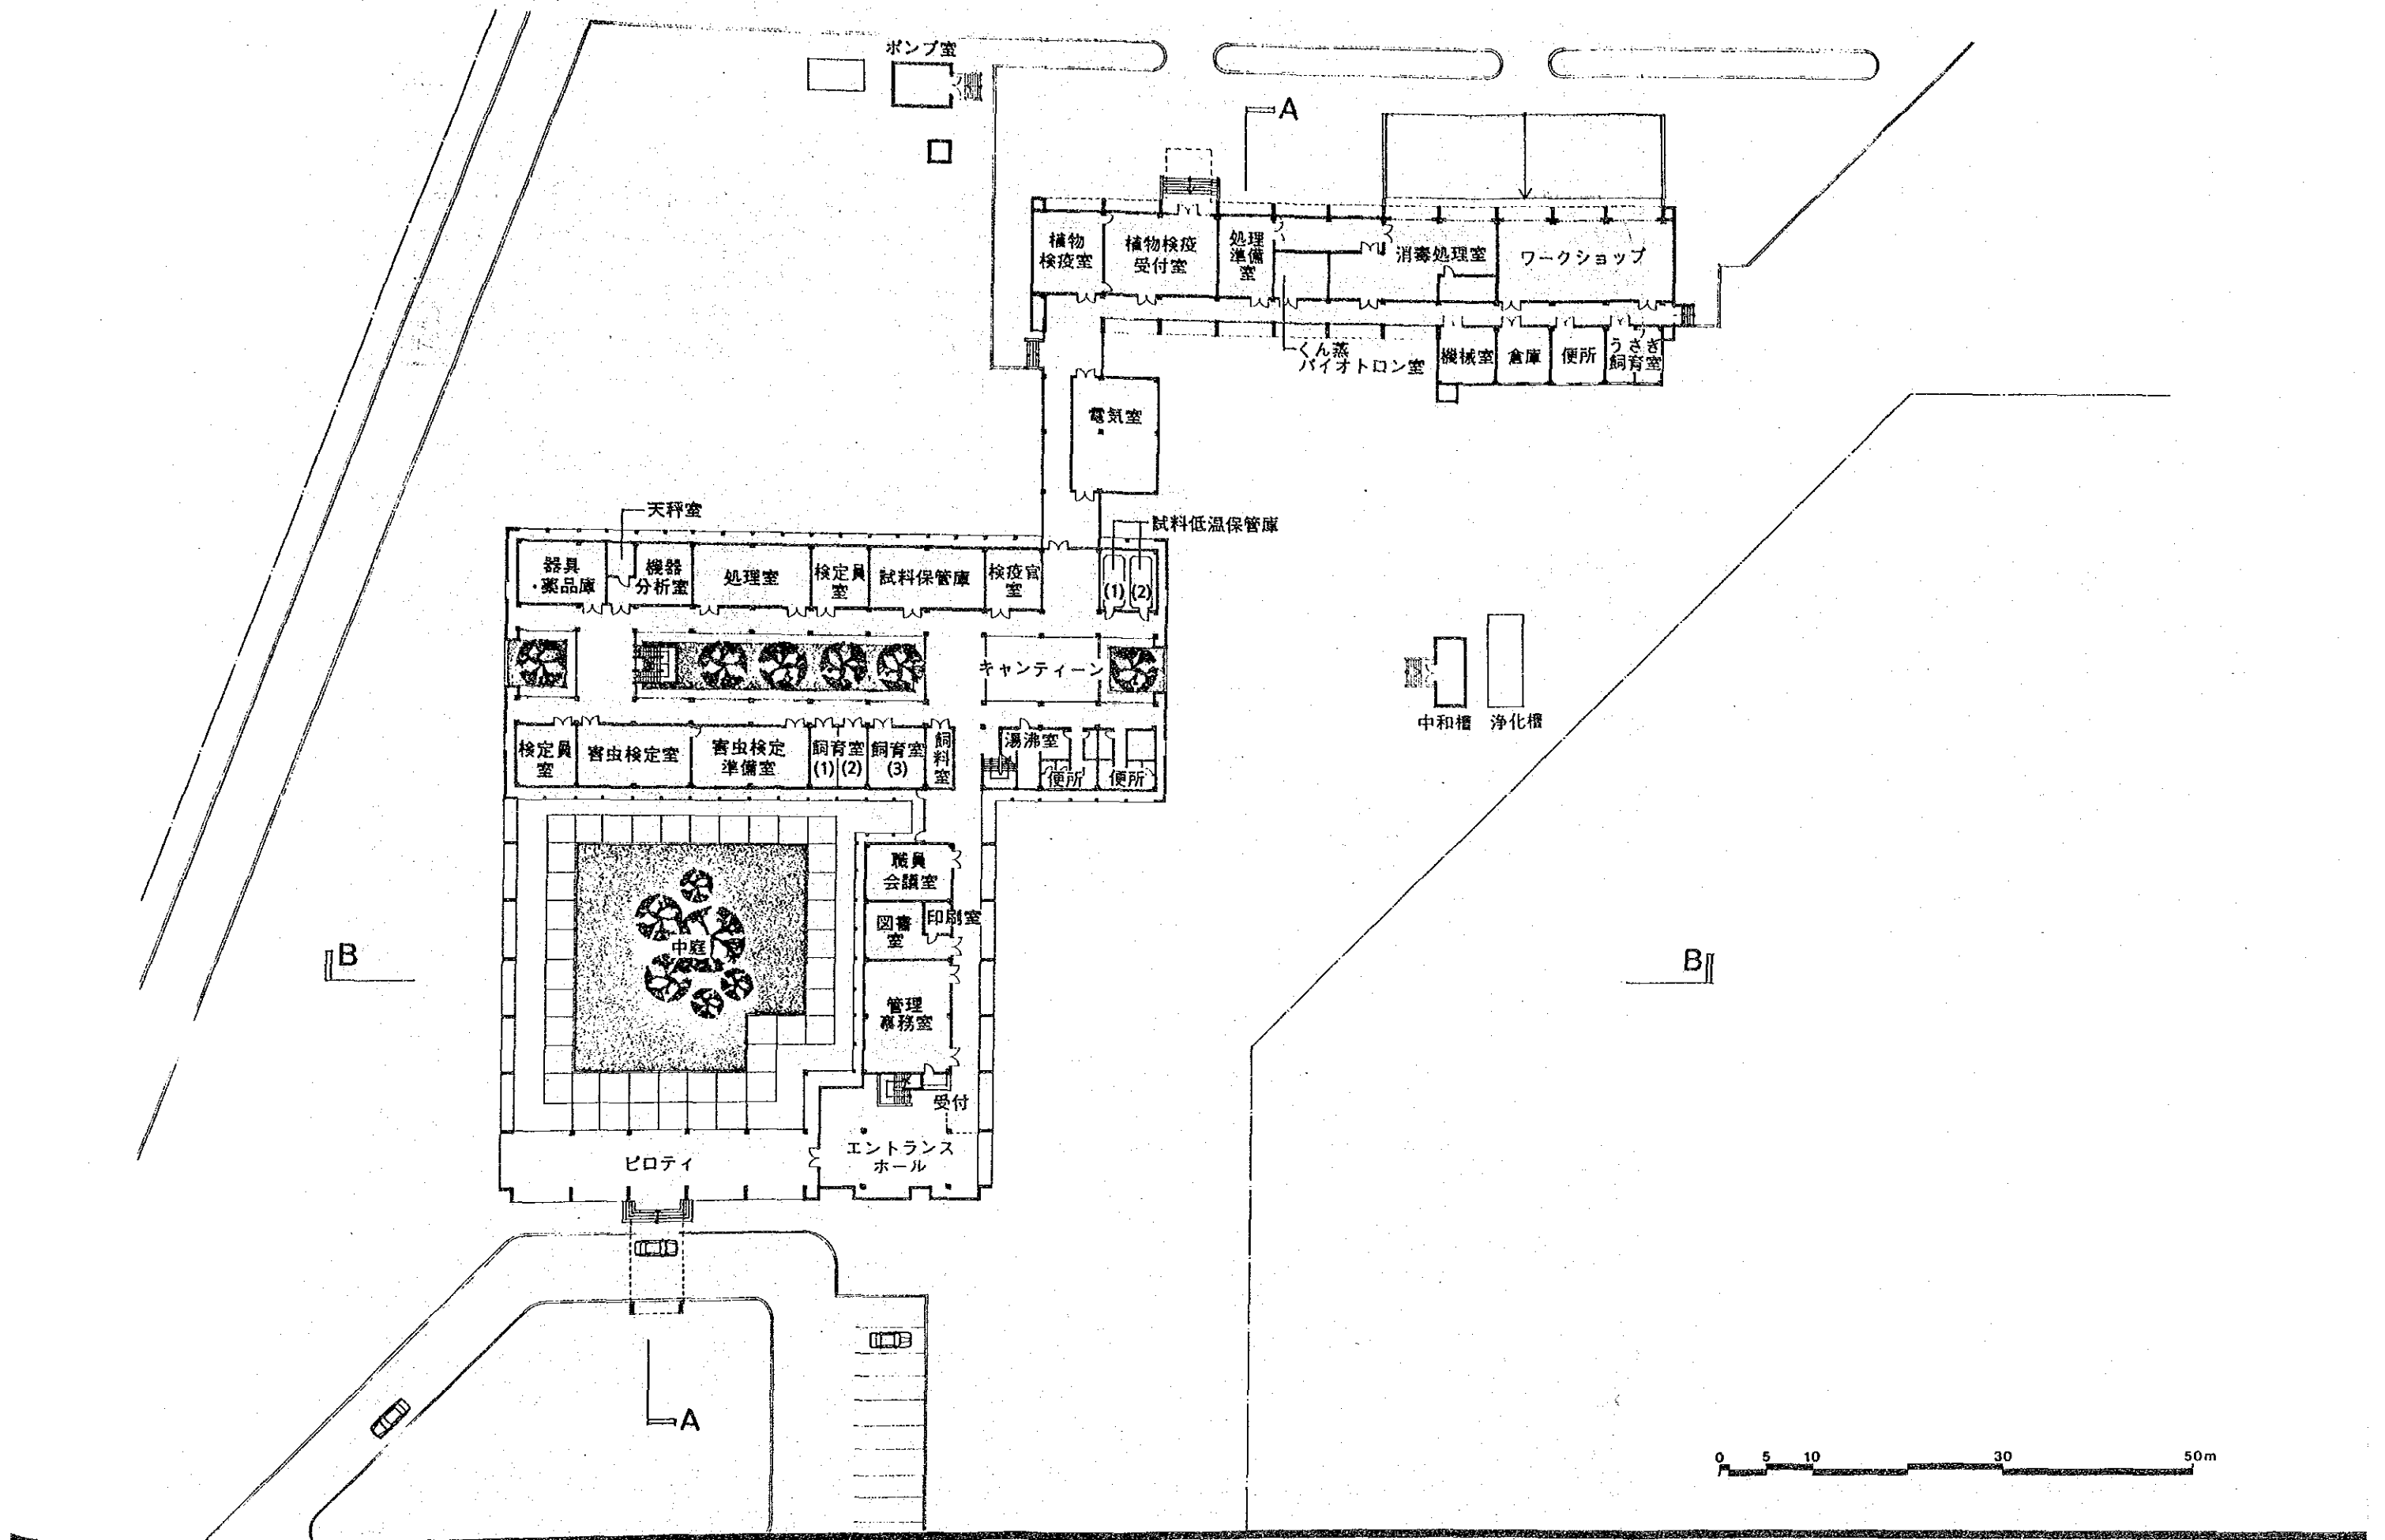 ポンプ室
A
植物
検疫室
植物検疫
受付室
処理
準備
室
消毒処理室
ワークショップ
くん蒸
バイオトロン室
機械室
倉庫
便所
うさぎ
飼育室
電気室
天秤室
試料低温保管庫
器具
・薬品庫
機器
分析室
処理室
検定員
室
試料保管庫
検疫官
室
(1)
(2)
キャンティーン
中和槽
浄化槽
検定員
室
害虫検定室
害虫検定
準備室
飼育室
(1)
(2)
飼育室
(3)
飼
料
室
湯沸室
便所
便所
職員
会議室
図書
室
印刷室
中庭
B
B
管理
事務室
受付
エントランス
ホール
ピロティ
A
0 5 10 30 50m